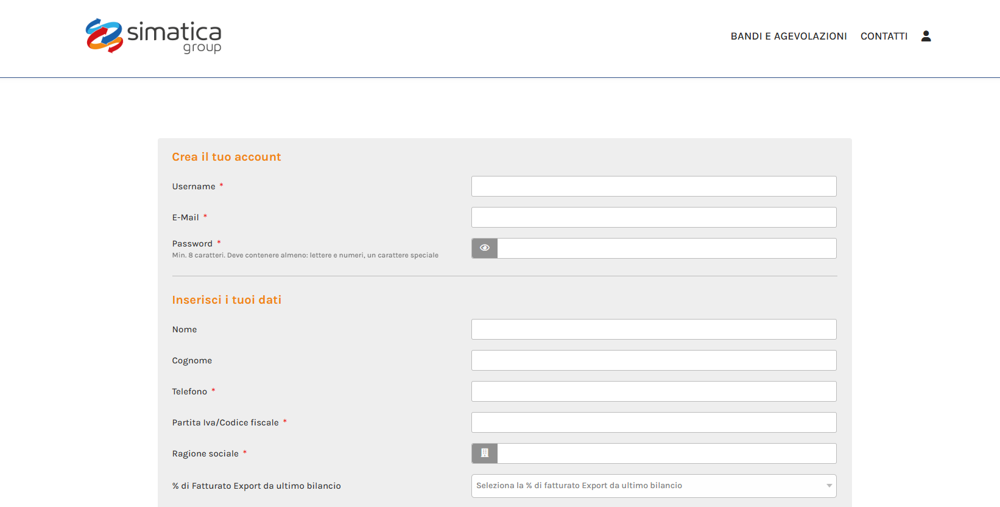 simatica
group
BANDI E AGEVOLAZIONI
CONTATTI
Crea il tuo account
Username *
E-Mail *
Password *
Min. 8 caratteri. Deve contenere almeno: lettere e numeri, un carattere speciale
Inserisci i tuoi dati
Nome
Cognome
Telefono *
Partita Iva/Codice fiscale *
Ragione sociale *
% di Fatturato Export da ultimo bilancio
Seleziona la % di fatturato Export da ultimo bilancio